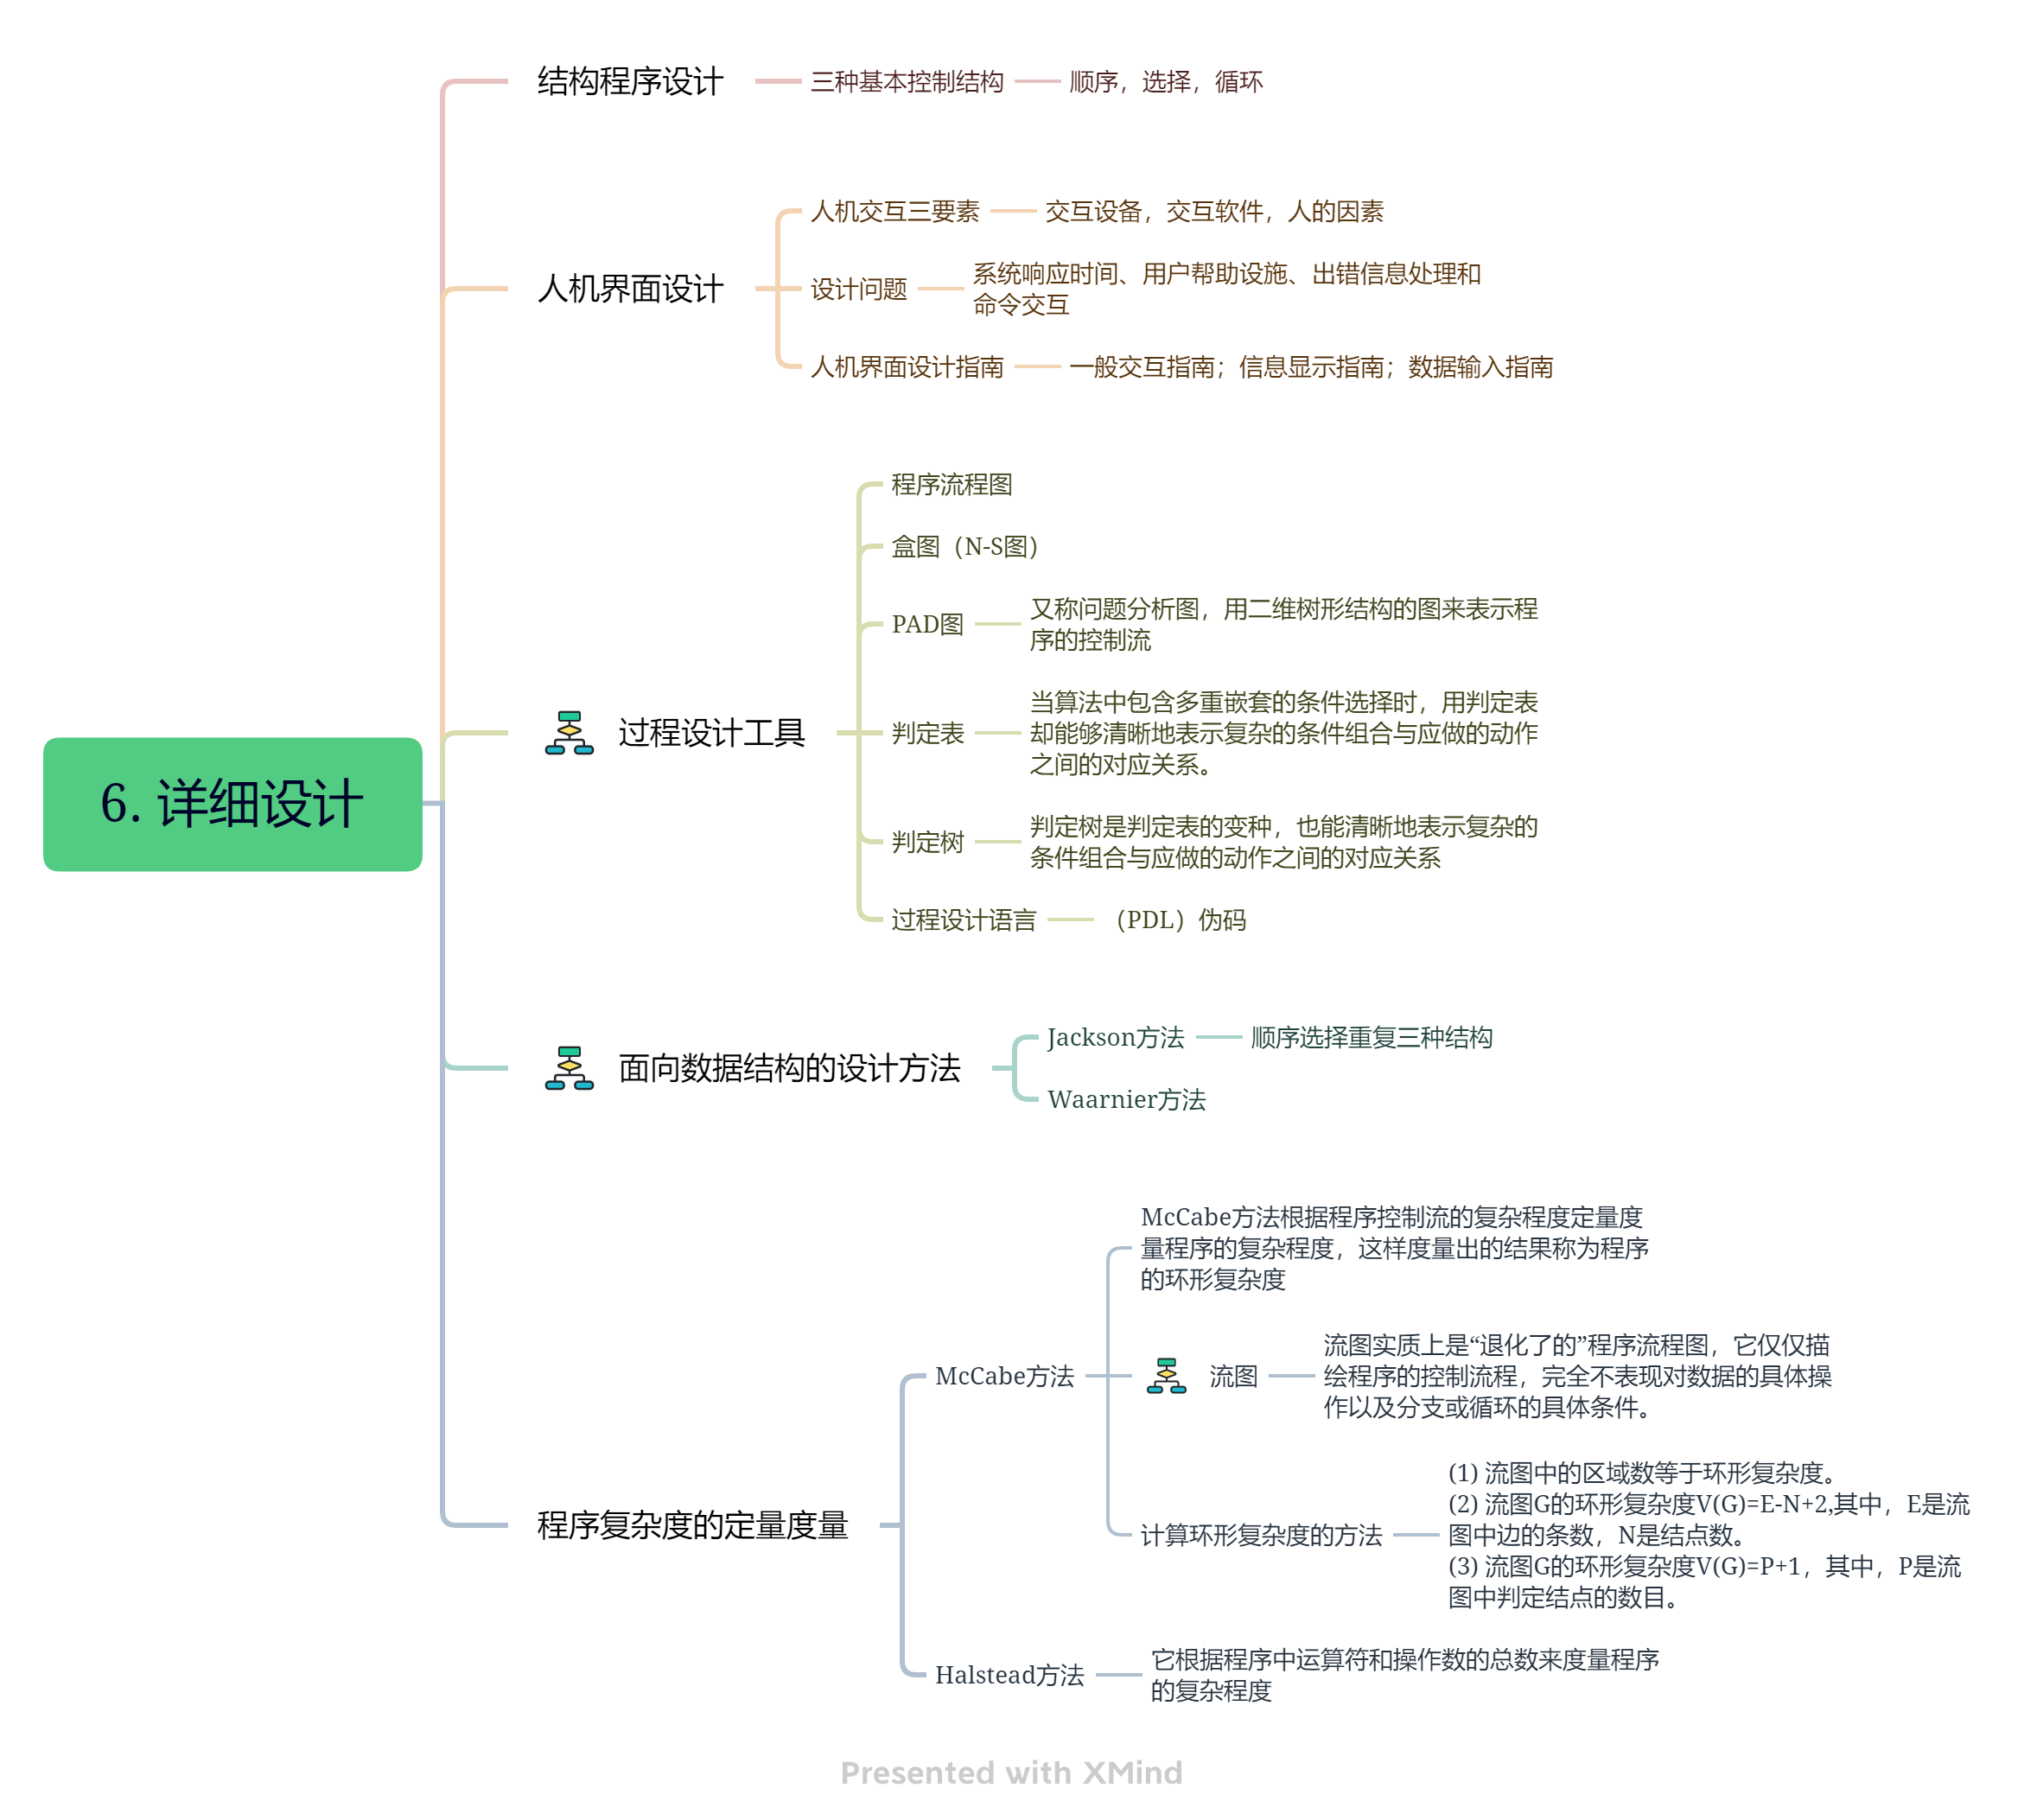 6. 详细设计
结构程序设计
三种基本控制结构
顺序，选择，循环
人机界面设计
人机交互三要素
交互设备，交互软件，人的因素
设计问题
系统响应时间、用户帮助设施、出错信息处理和
命令交互
人机界面设计指南
一般交互指南；信息显示指南；数据输入指南
过程设计工具
程序流程图
盒图（N-S图）
PAD图
又称问题分析图，用二维树形结构的图来表示程
序的控制流
判定表
当算法中包含多重嵌套的条件选择时，用判定表
却能够清晰地表示复杂的条件组合与应做的动作
之间的对应关系。
判定树
判定树是判定表的变种，也能清晰地表示复杂的
条件组合与应做的动作之间的对应关系
过程设计语言
（PDL）伪码
面向数据结构的设计方法
Jackson方法
顺序选择重复三种结构
Waarnier方法
程序复杂度的定量度量
McCabe方法
McCabe方法根据程序控制流的复杂程度定量度
量程序的复杂程度，这样度量出的结果称为程序
的环形复杂度
流图
流图实质上是“退化了的”程序流程图，它仅仅描
绘程序的控制流程，完全不表现对数据的具体操
作以及分支或循环的具体条件。
计算环形复杂度的方法
(1) 流图中的区域数等于环形复杂度。
(2) 流图G的环形复杂度V(G)=E-N+2,其中，E是流
图中边的条数，N是结点数。
(3) 流图G的环形复杂度V(G)=P+1，其中，P是流
图中判定结点的数目。
Halstead方法
它根据程序中运算符和操作数的总数来度量程序
的复杂程度
Presented with XMind